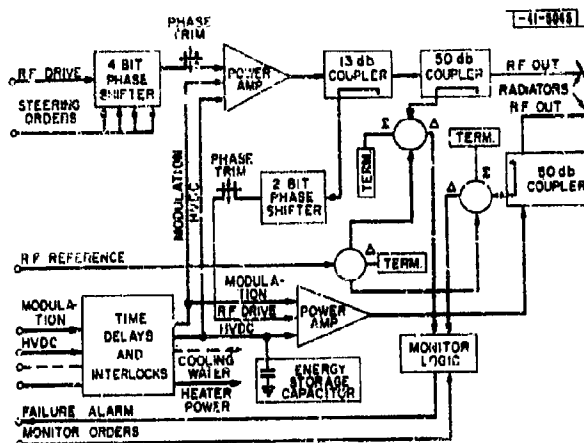 -41-5045
PHASE
TRIM
RF DRIVE
4 BIT
PHASE
SHIFTER
POWER
AMP
13 db
COUPLER
50 db
COUPLER
RF OUT
RADIATORS
RF OUT
STEERING
ORDERS
Σ
Δ
TERM.
TERM.
MODULATION
HVDC
PHASE
TRIM
2 BIT
PHASE
SHIFTER
Σ
Δ
50 db
COUPLER
RF REFERENCE
Δ
TERM.
MODULA-
TION
RF DRIVE
HVDC
POWER
AMP
MODULATION
HVDC
TIME
DELAYS
AND
INTERLOCKS
COOLING
WATER
HEATER
POWER
ENERGY
STORAGE
CAPACITOR
MONITOR
LOGIC
FAILURE ALARM
MONITOR ORDERS